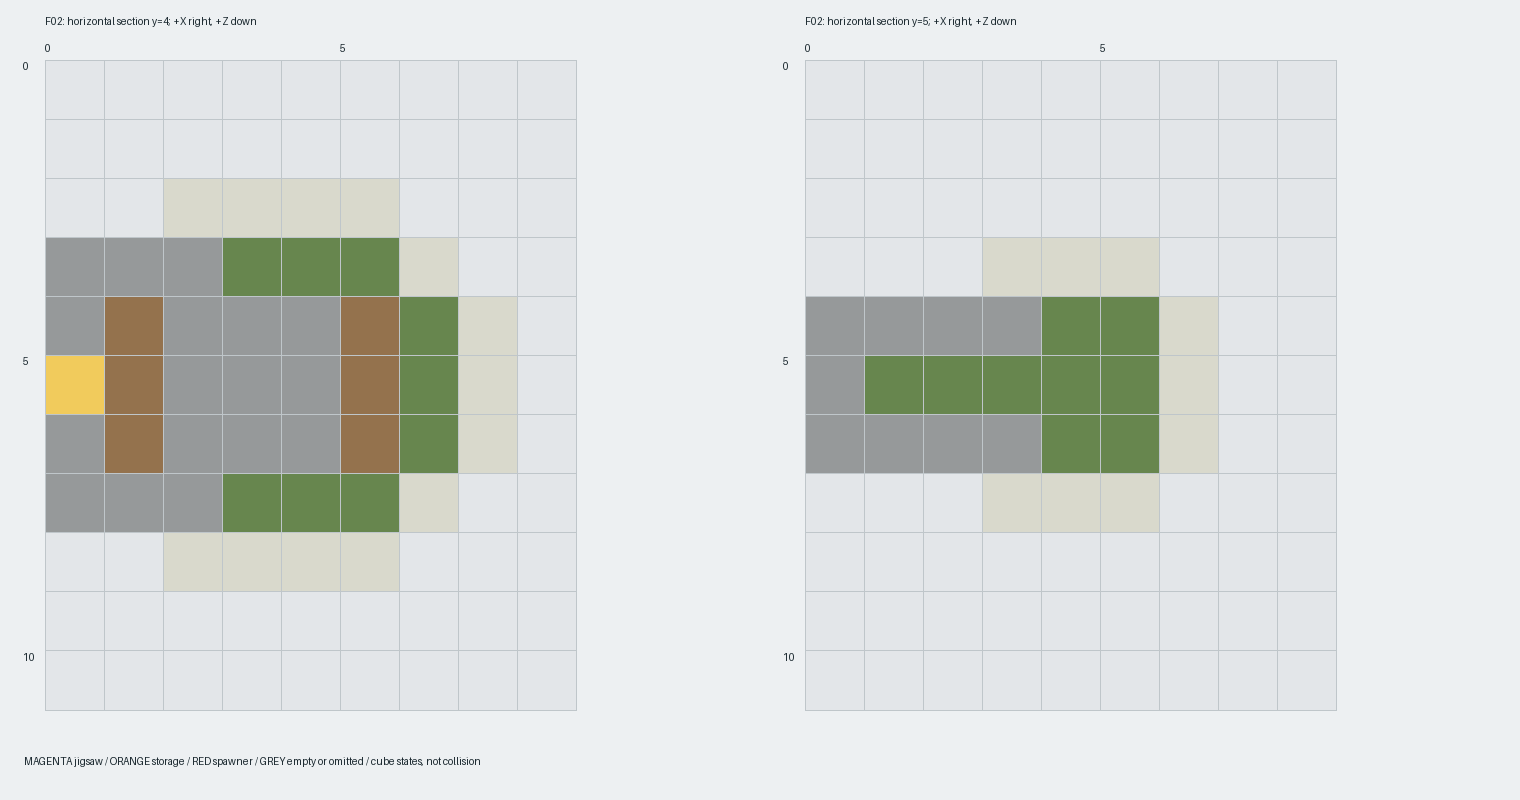 F02: horizontal section y=4; +X right, +Z down
F02: horizontal section y=5; +X right, +Z down
0 5
0 5
0
5
10
0
5
10
MAGENTA jigsaw / ORANGE storage / RED spawner / GREY empty or omitted / cube states, not collision